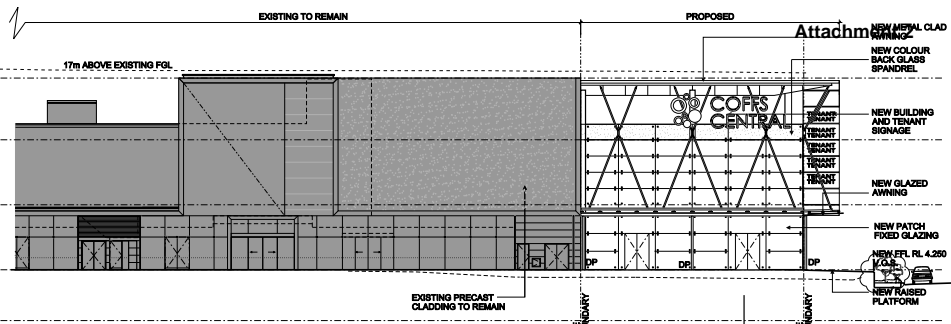 EXISTING TO REMAIN
PROPOSED
Attachment 2
NEW METAL CLAD
AWNING
17m ABOVE EXISTING FGL
NEW COLOUR
BACK GLASS
SPANDREL
COFFS
CENTRAL
NEW BUILDING
AND TENANT
SIGNAGE
TENANT
TENANT
TENANT
TENANT
TENANT
TENANT
TENANT
TENANT
NEW GLAZED
AWNING
NEW PATCH
FIXED GLAZING
DP
DP
DP
NEW FFL RL 4.250
NEW RAISED
PLATFORM
EXISTING PRECAST
CLADDING TO REMAIN